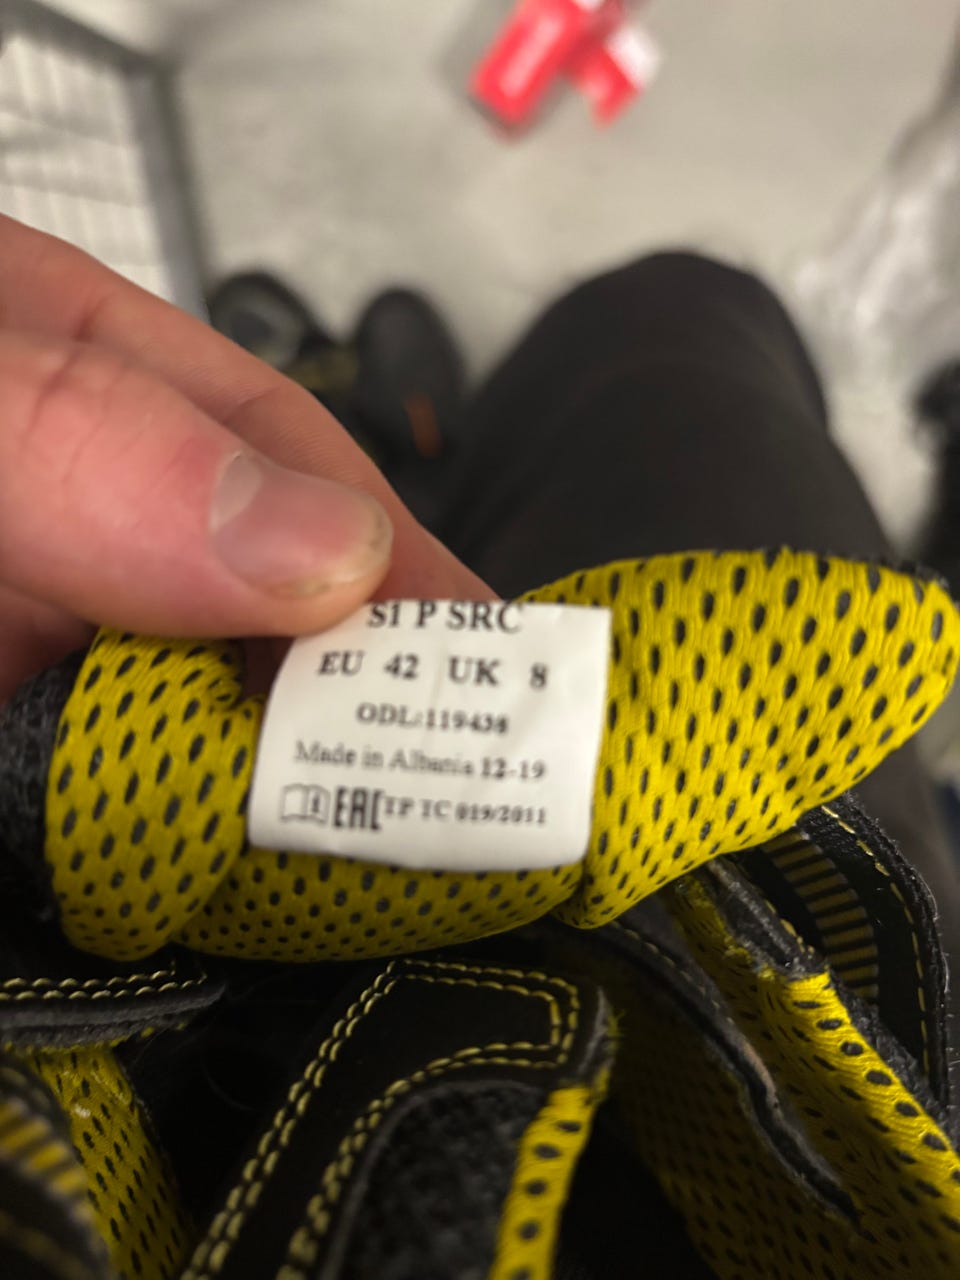 S1 P SRC
EU 42 UK 8
ODL:119438
Made in Albania 12-19
i EAC TP TC 019/2011